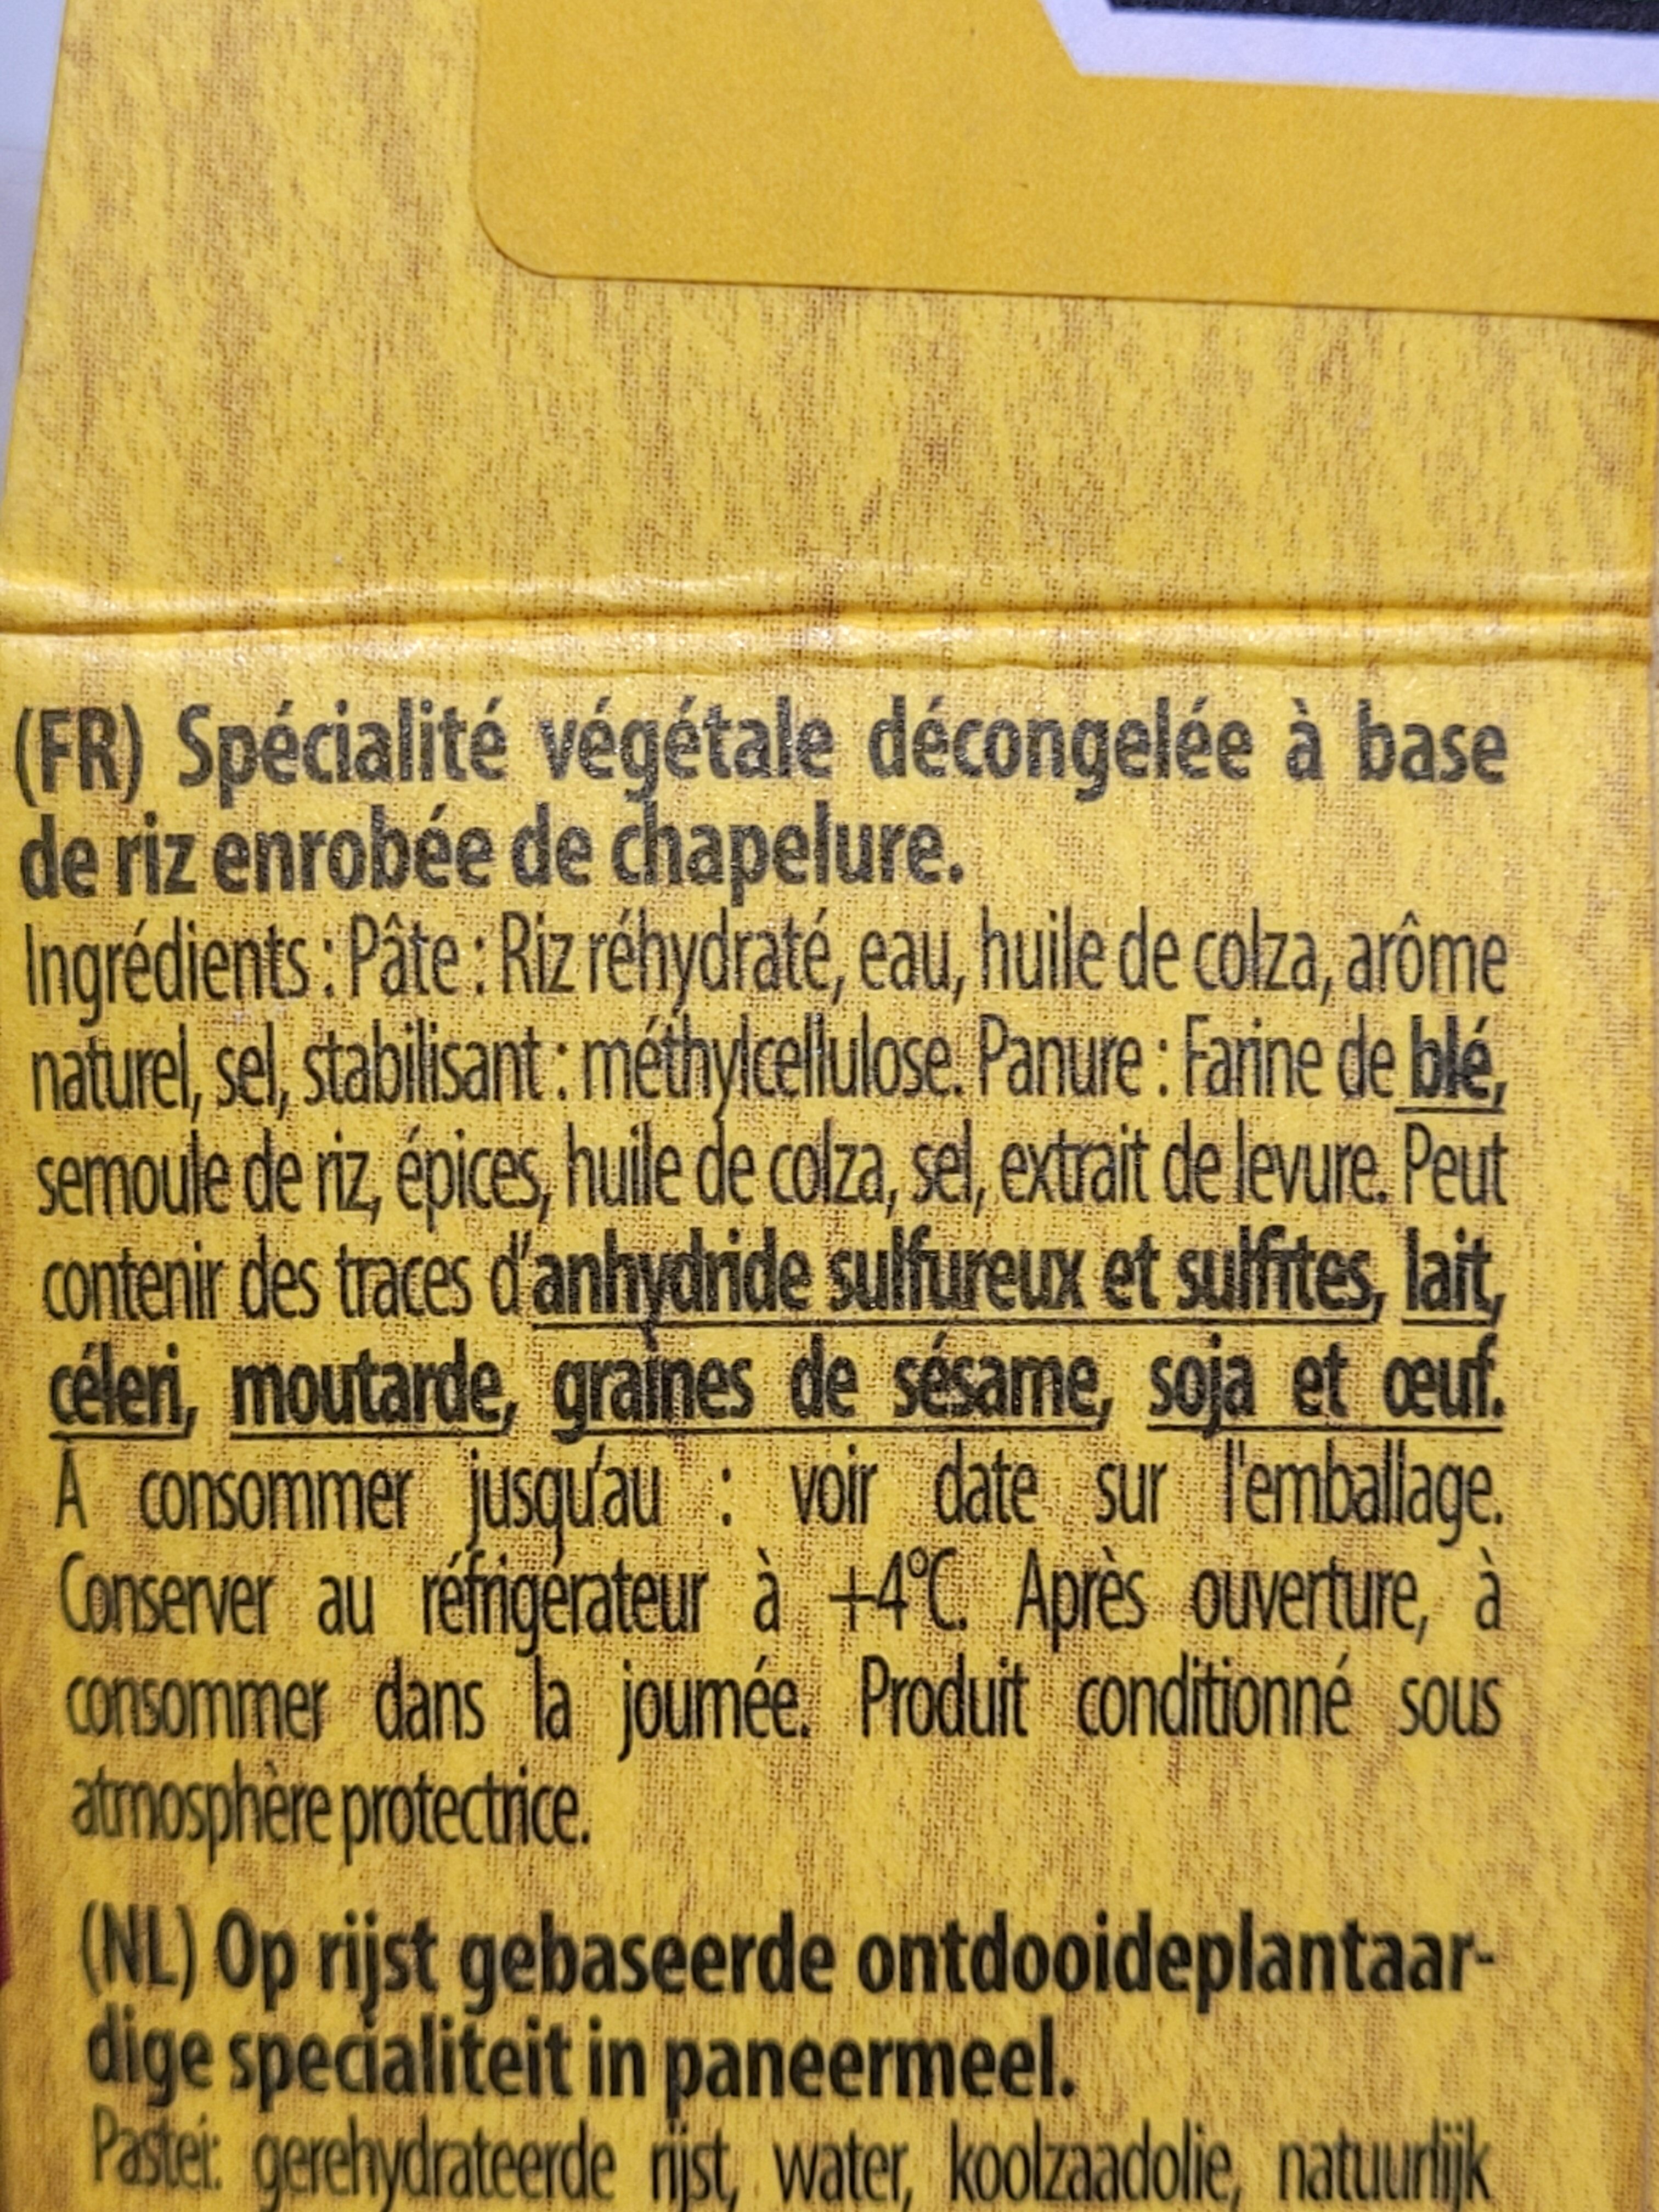 (FR) Spécialité végétale décongelée à base
de riz enrobée de chapelure.
Ingrédients : Pâte : Riz réhydraté, eau, huile de colza, arôme
naturel, sel, stabilisant : méthylcellulose. Panure : Farine de blé,
semoule de riz, épices, huile de colza, sel, extrait de levure. Peut
contenir des traces d'anhydride sulfureux et sulfites, lait,
céleri, moutarde, graines de sésame, soja et œuf.
À consommer jusqu'au : voir date sur l'emballage.
Conserver au réfrigérateur à +4°C. Après ouverture, à
consommer dans la journée. Produit conditionné sous
atmosphère protectrice.
(NL) Op rijst gebaseerde ontdooideplantaar-
dige specialiteit in paneermeel.
Pastei: gerehydrateerde rijst, water, koolzaadolie, natuurlijk